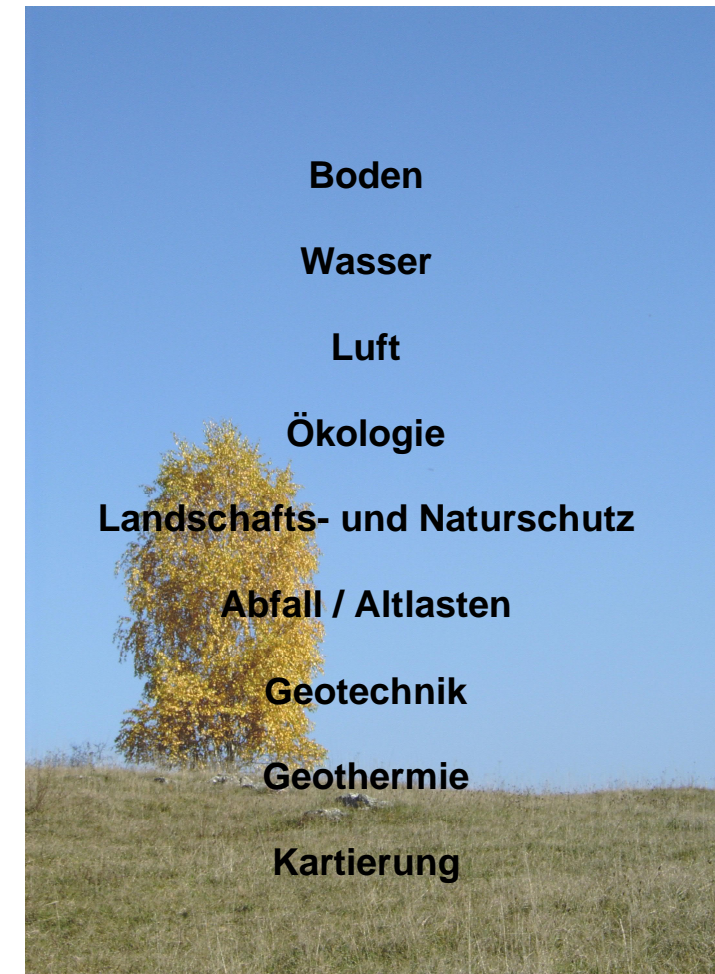 Boden
Wasser
Luft
Ökologie
Landschafts- und Naturschutz
Abfall / Altlasten
Geotechnik
Geothermie
Kartierung